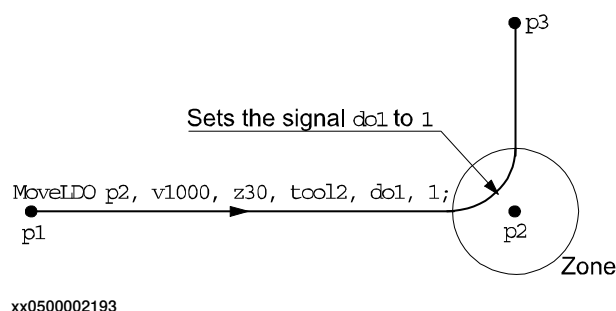 p3
Sets the signal do1 to 1
MoveLDO p2, v1000, z30, tool2, do1, 1;
p1
p2
Zone
xx0500002193